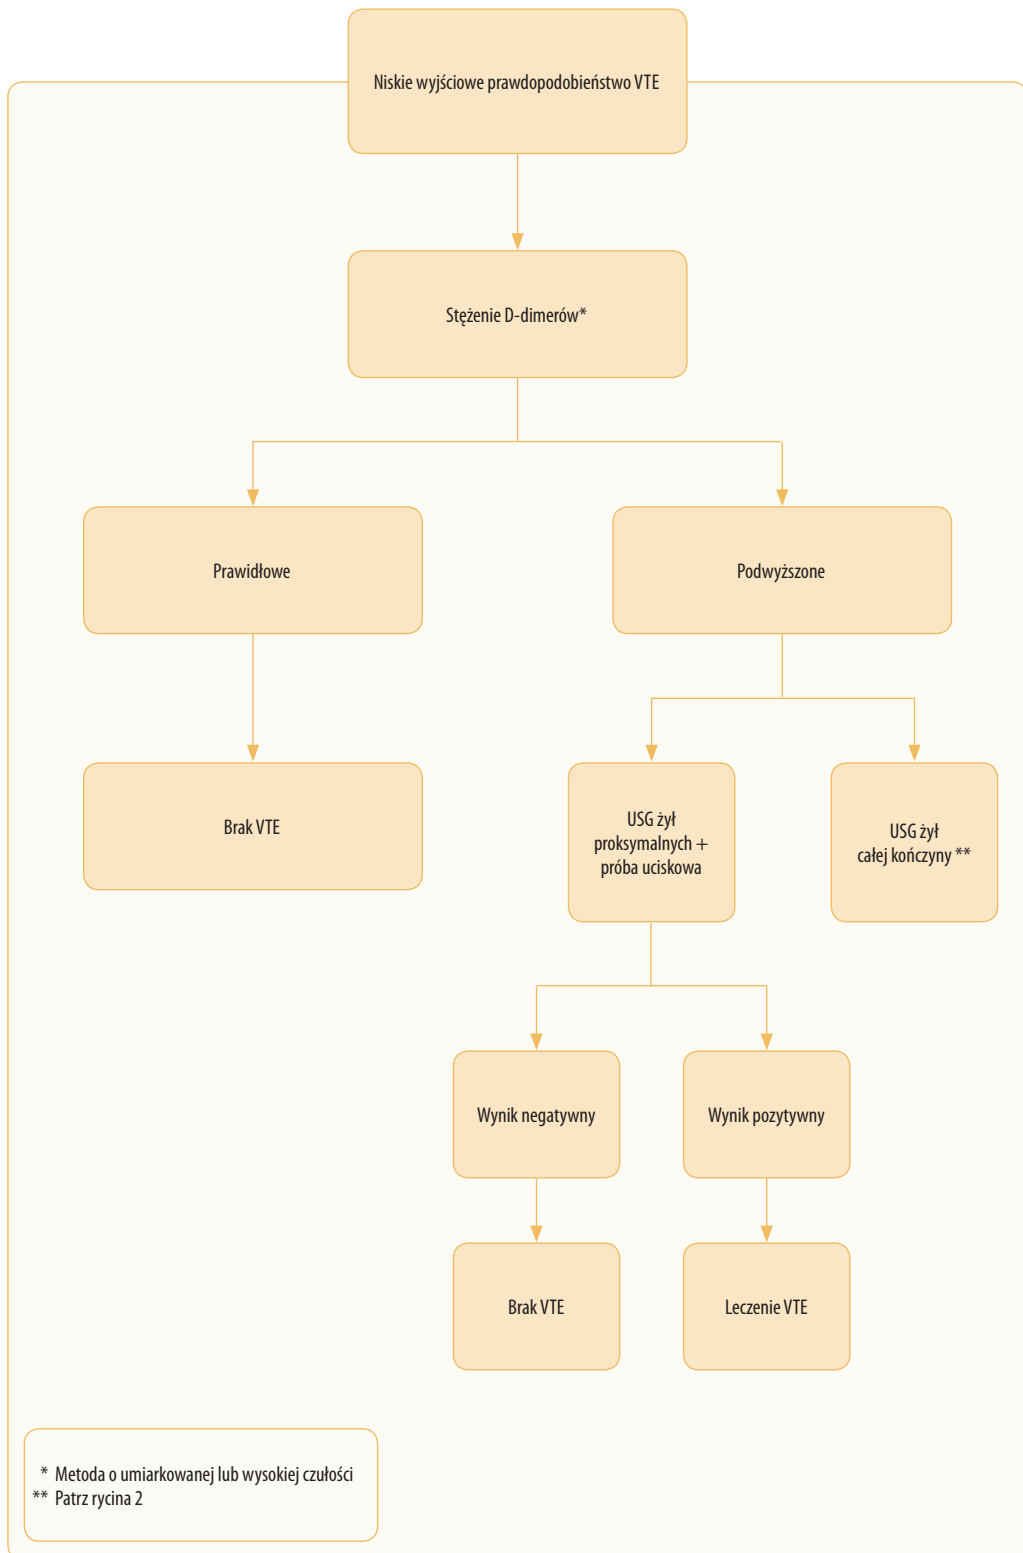 Niskie wyjściowe prawdopodobieństwo VTE
Stężenie D-dimerów*
Prawidłowe
Podwyższone
Brak VTE
USG żył
proksymalnych +
próba uciskowa
USG żył
całej kończyny **
Wynik negatywny
Wynik pozytywny
Brak VTE
Leczenie VTE
* Metoda o umiarkowanej lub wysokiej czułości
** Patrz rycina 2